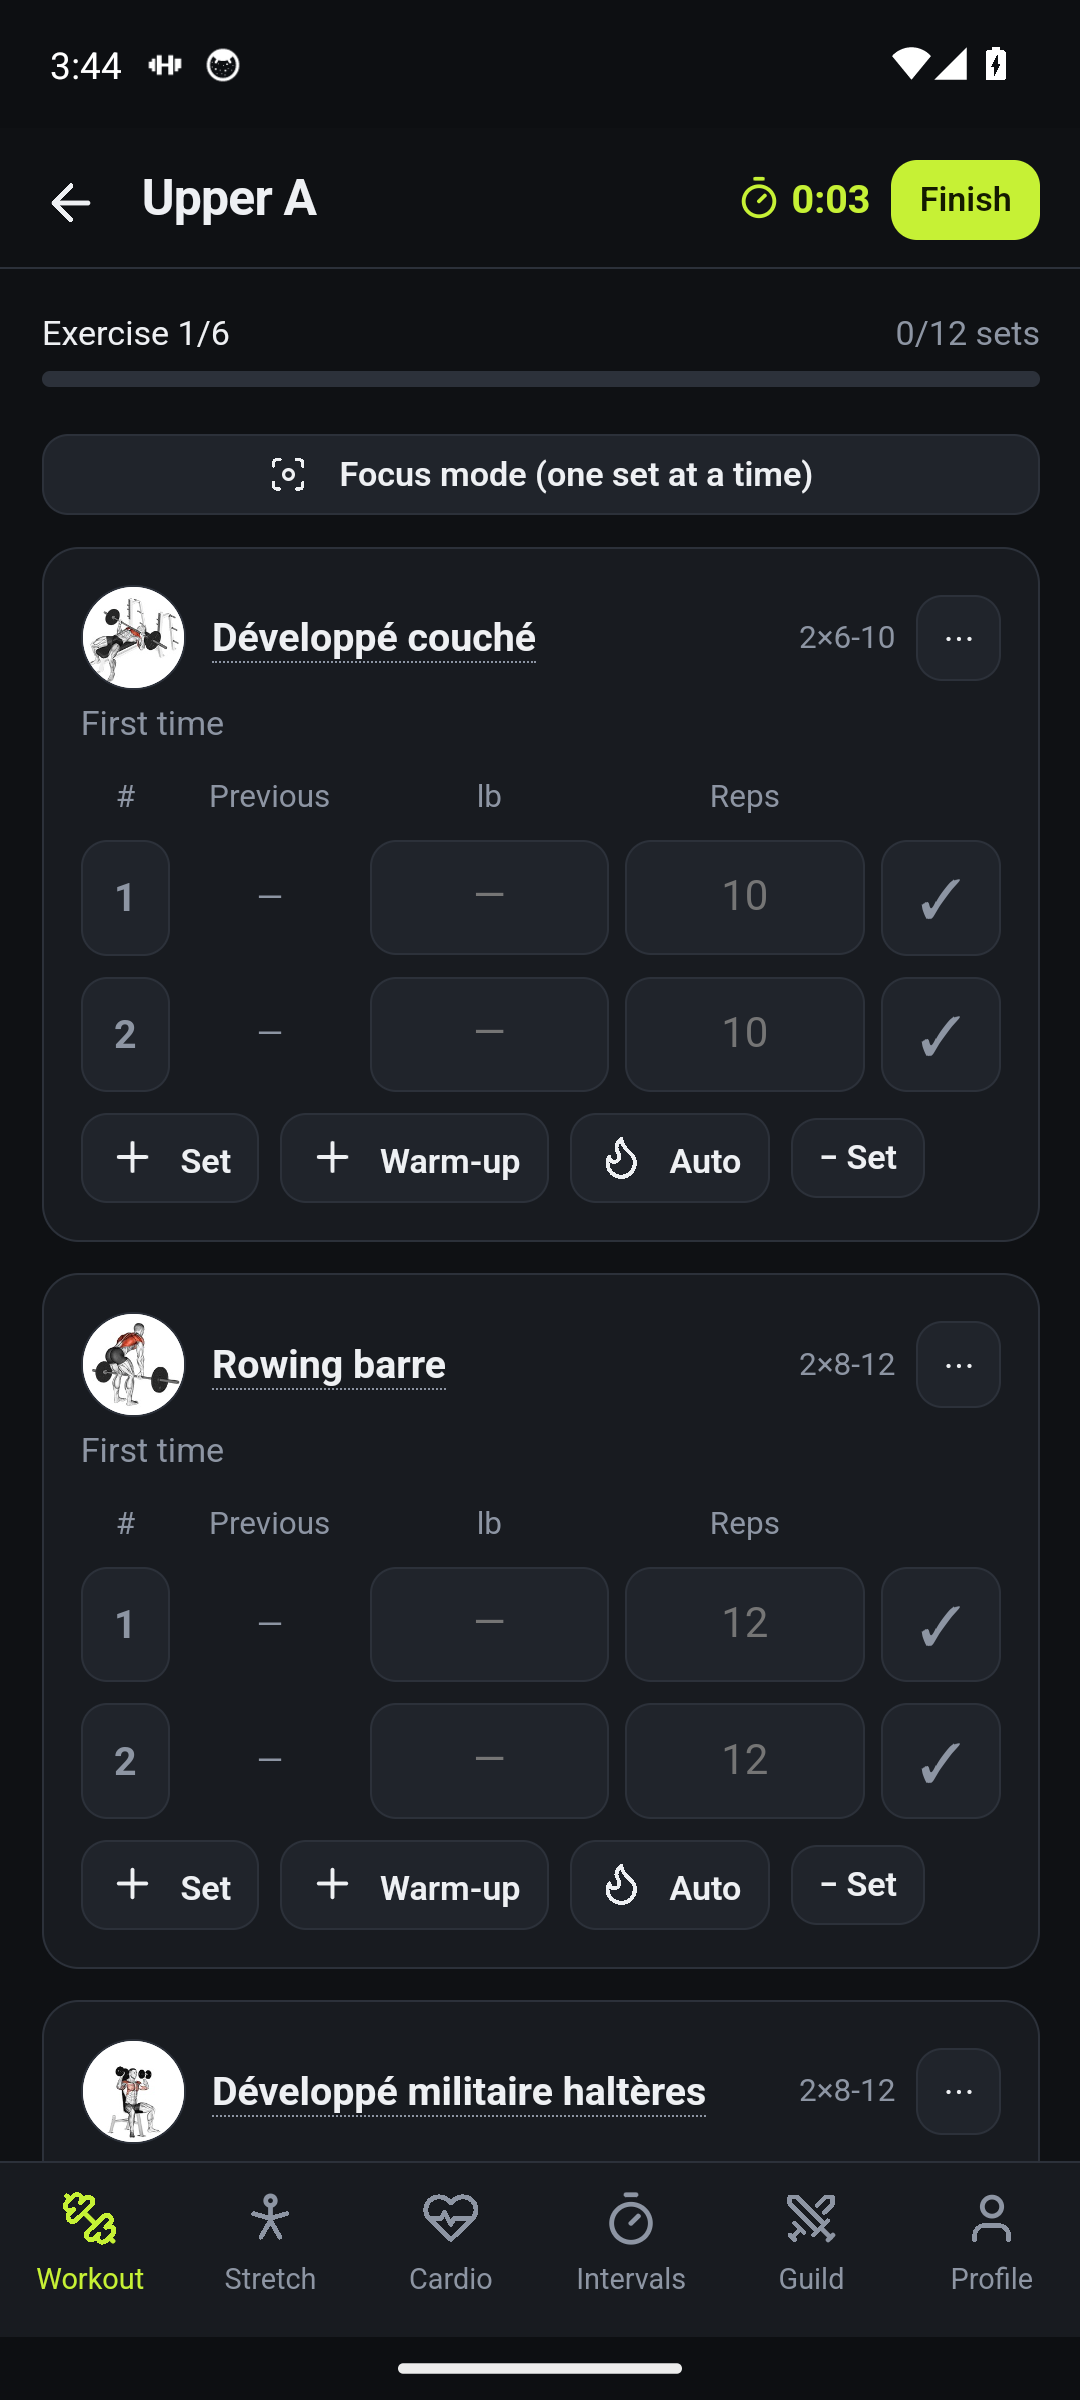 3:44
Upper A
0:03
Finish
Exercise 1/6
0/12 sets
Focus mode (one set at a time)
Développé couché
2×6-10
...
First time
# Previous lb Reps
1 – — 10 ✓
2 – — 10 ✓
+ Set
+ Warm-up
Auto
− Set
Rowing barre
2×8-12
...
First time
# Previous lb Reps
1 – — 12 ✓
2 – — 12 ✓
+ Set
+ Warm-up
Auto
− Set
Développé militaire haltères
2×8-12
...
Workout
Stretch
Cardio
Intervals
Guild
Profile